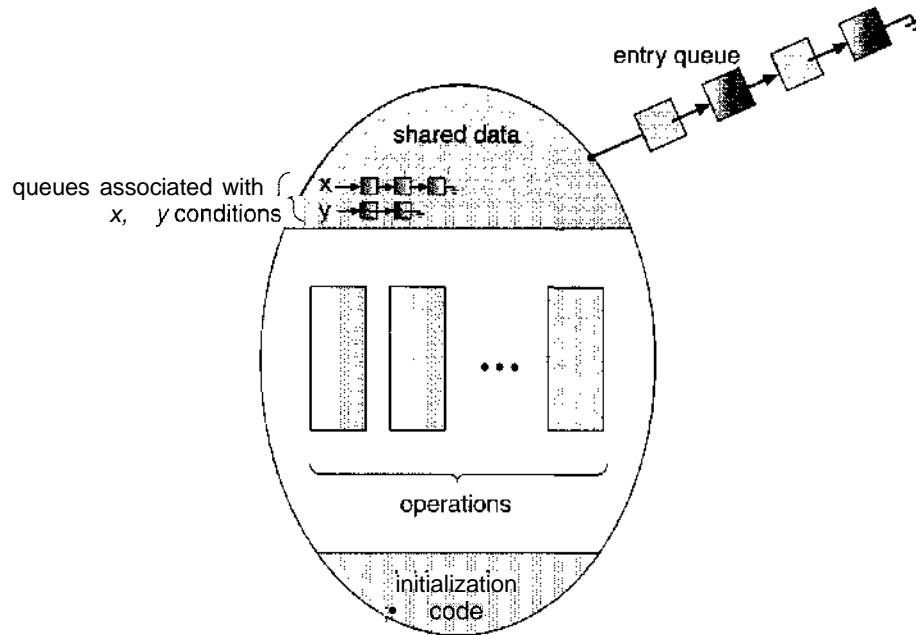 entry queue
shared data
queues associated with
x, y conditions
x
y
operations
initialization
code